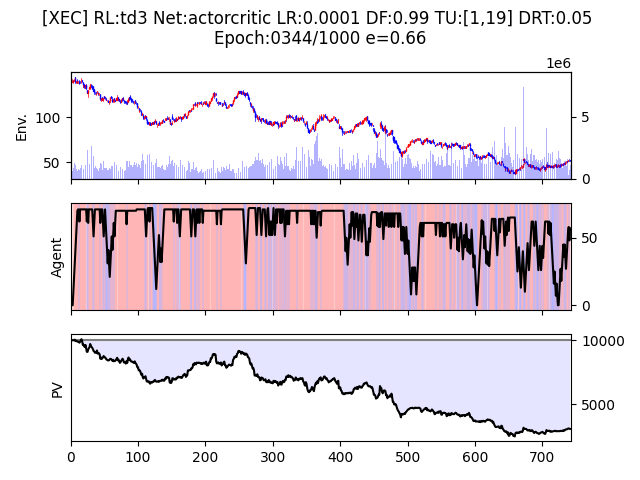 [XEC] RL:td3 Net:actorcritic LR:0.0001 DF:0.99 TU:[1,19] DRT:0.05
Epoch:0344/1000 e=0.66
1e6
Env.
100
50
5
0
Agent
50
0
PV
10000
5000
0 100 200 300 400 500 600 700